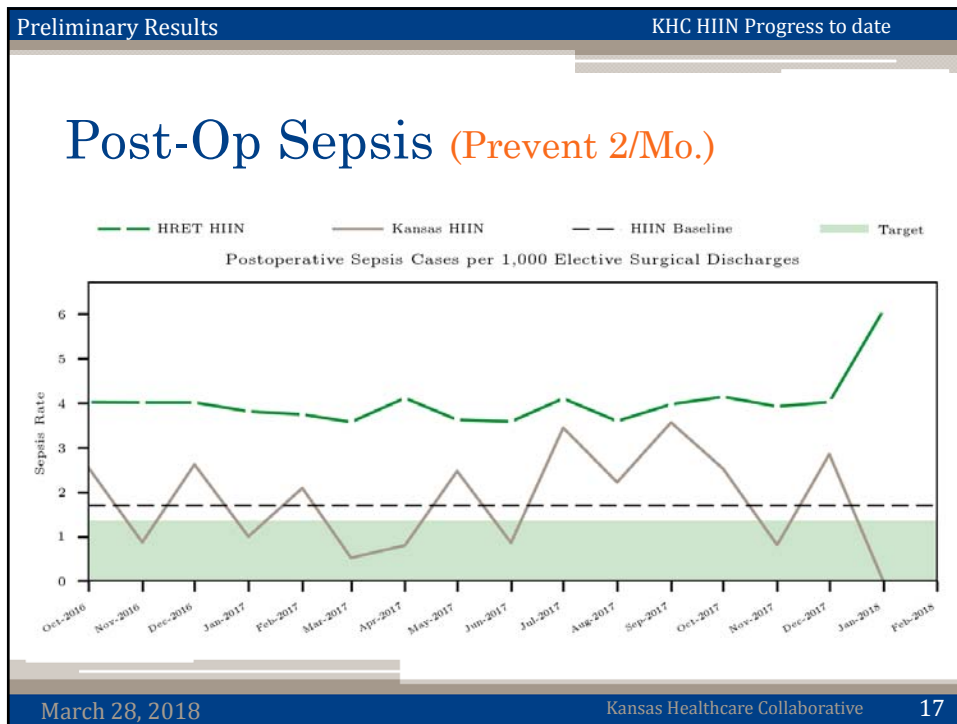 Preliminary Results
KHC HIIN Progress to date
Post-Op Sepsis (Prevent 2/Mo.)
HRET HIIN
Kansas HIIN
HIIN Baseline
Target
Postoperative Sepsis Cases per 1,000 Elective Surgical Discharges
Sepsis Rate
6
5
4
3
2
1
0
Oct-2016
Nov-2016
Dec-2016
Jan-2017
Feb-2017
Mar-2017
Apr-2017
May-2017
Jun-2017
Jul-2017
Aug-2017
Sep-2017
Oct-2017
Nov-2017
Dec-2017
Jan-2018
Feb-2018
March 28, 2018
Kansas Healthcare Collaborative
17